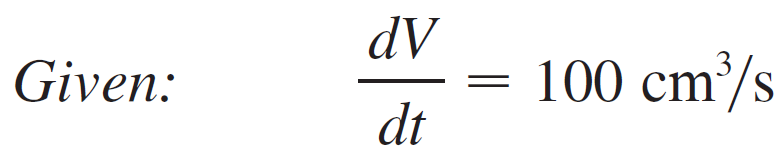 Given: dV/dt = 100 cm³/s